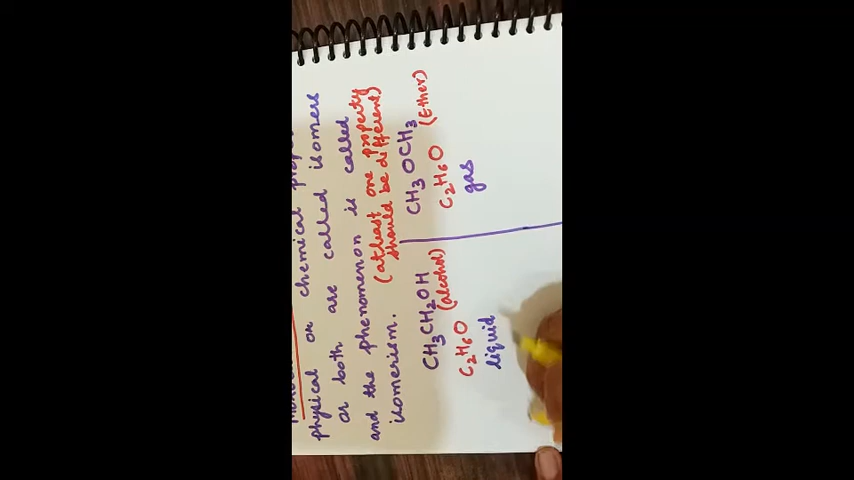 chemical
physical or
or both are called isomers
and the phenomenon is called
isomerism. (atleast one property
should be different)
CH3CH2OH
(alcohol)
C2H6O
liquid
CH3OCH3
C2H6O (Ether)
gas